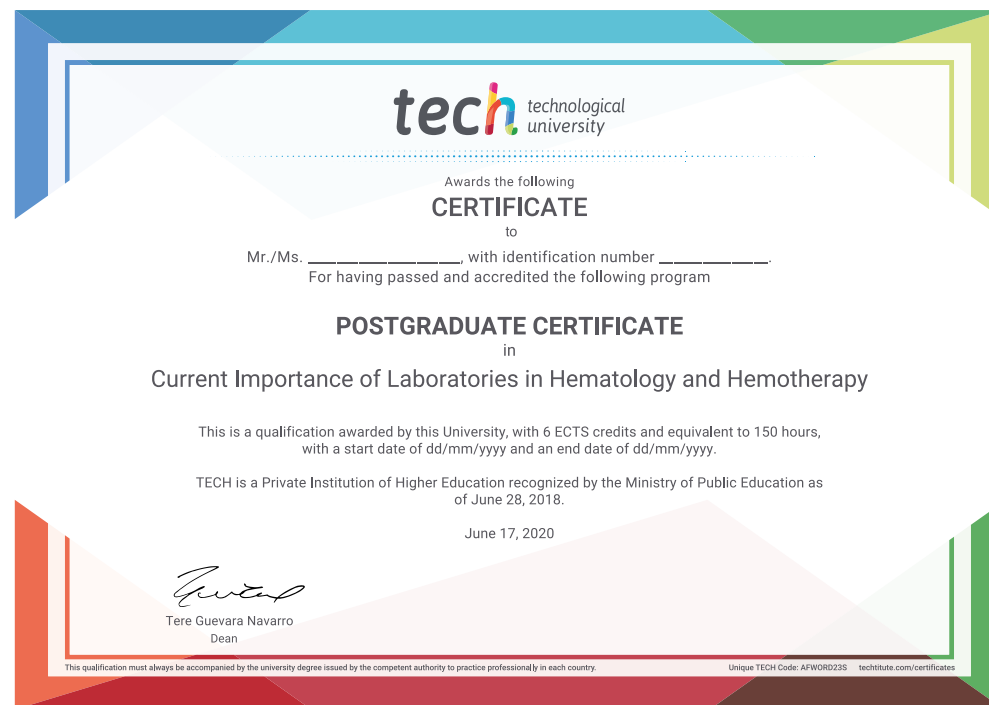 tech technological
university
Awards the following
CERTIFICATE
to
Mr./Ms. ____________________, with identification number ______________.
For having passed and accredited the following program
POSTGRADUATE CERTIFICATE
in
Current Importance of Laboratories in Hematology and Hemotherapy
This is a qualification awarded by this University, with 6 ECTS credits and equivalent to 150 hours,
with a start date of dd/mm/yyyy and an end date of dd/mm/yyyy.
TECH is a Private Institution of Higher Education recognized by the Ministry of Public Education as
of June 28, 2018.
June 17, 2020
Tere Guevara Navarro
Dean
This qualification must always be accompanied by the university degree issued by the competent authority to practice professionally in each country.
Unique TECH Code: AFWORD23S techtitute.com/certificates